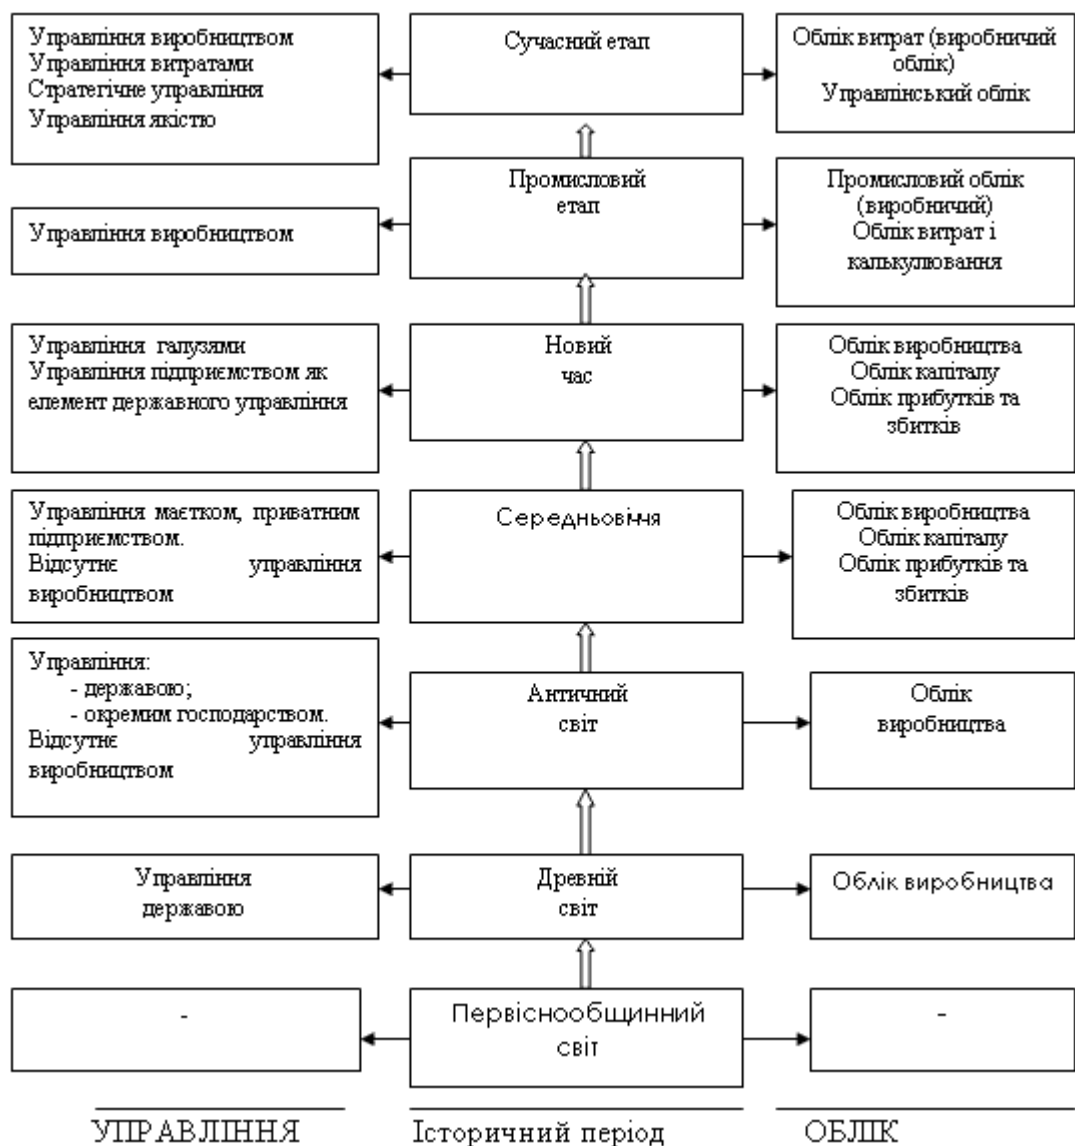 Управління виробництвом
Управління витратами
Стратегічне управління
Управління якістю
Сучасний етап
Облік витрат (виробничий
облік)
Управлінський облік
Управління виробництвом
Промисловий
етап
Промисловий облік
(виробничий)
Облік витрат і
калькулювання
Управління галузями
Управління підприємством як
елемент державного управління
Новий
час
Облік виробництва
Облік капіталу
Облік прибутків та
збитків
Управління маєтком, приватним
підприємством.
Відсутнє управління
виробництвом
Середньовіччя
Облік виробництва
Облік капіталу
Облік прибутків та
збитків
Управління:
- державою;
- окремим господарством.
Відсутнє управління
виробництвом
Античний
світ
Облік
виробництва
Управління
державою
Древній
світ
Облік виробництва
-
Первіснообщинний
світ
-
УПРАВЛІННЯ
Історичний період
ОБЛІК